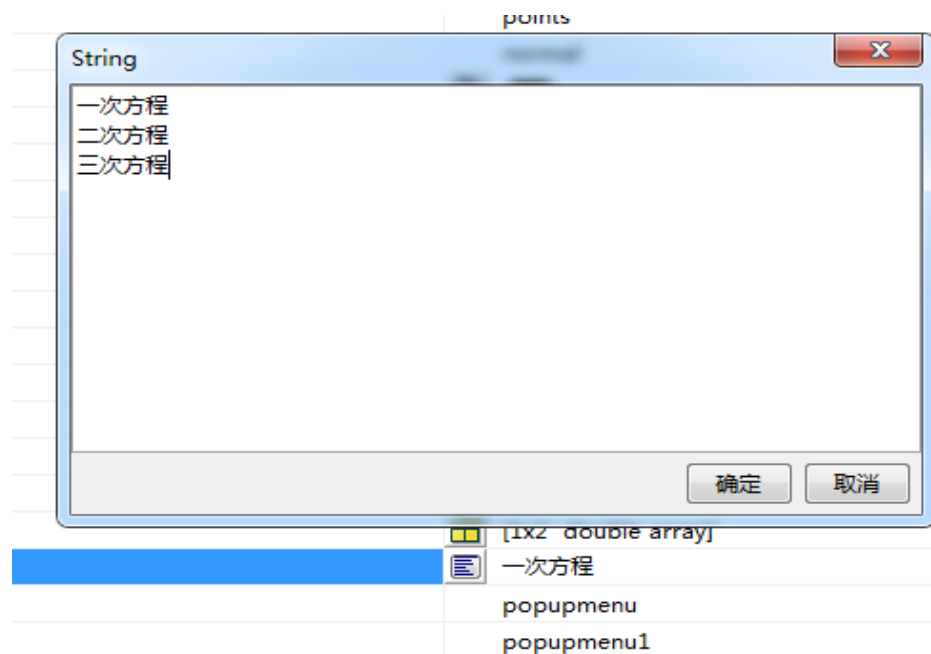 points
String
一次方程
二次方程
三次方程
确定
取消
[1x2 double array]
一次方程
popupmenu
popupmenu1